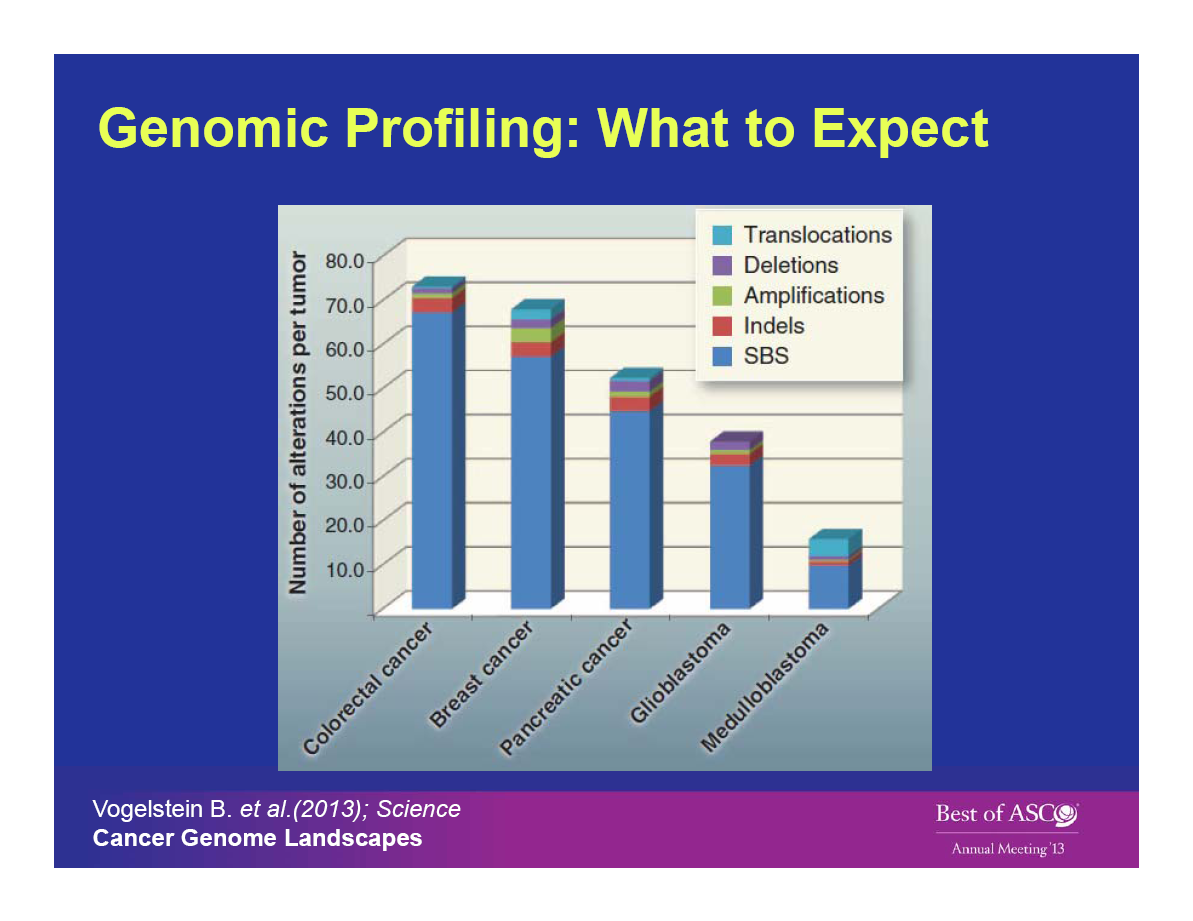 Genomic Profiling: What to Expect
Number of alterations per tumor
80.0
70.0
60.0
50.0
40.0
30.0
20.0
10.0
Translocations
Deletions
Amplifications
Indels
SBS
Colorectal cancer
Breast cancer
Pancreatic cancer
Glioblastoma
Medulloblastoma
Vogelstein B. et al.(2013); Science
Cancer Genome Landscapes
Best of ASCO®
Annual Meeting '13